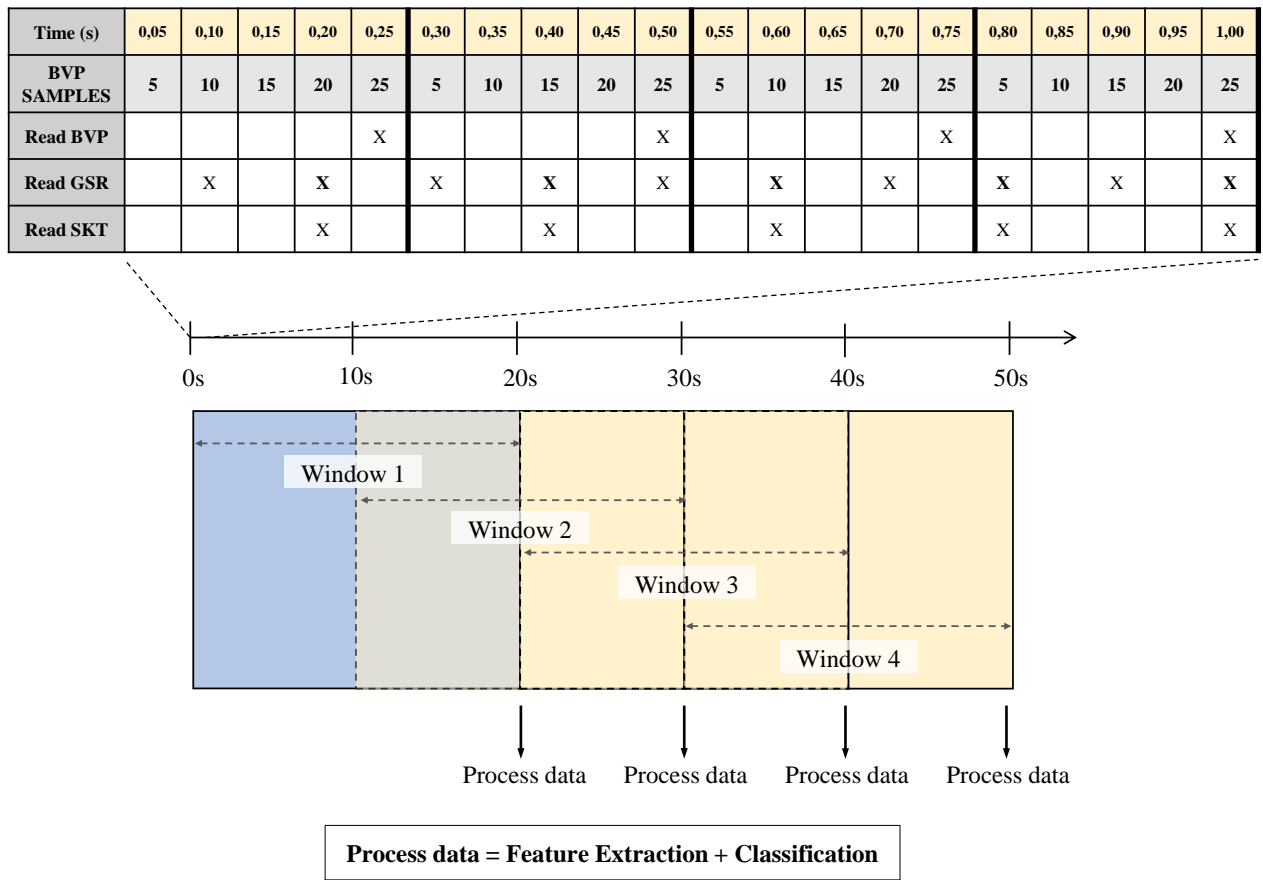 Time (s) 0,05 0,10 0,15 0,20 0,25 0,30 0,35 0,40 0,45 0,50 0,55 0,60 0,65 0,70 0,75 0,80 0,85 0,90 0,95 1,00
BVP
SAMPLES 5 10 15 20 25 5 10 15 20 25 5 10 15 20 25 5 10 15 20 25
Read BVP X X X X
Read GSR X X X X X X X X X X
Read SKT X X X X X
0s 10s 20s 30s 40s 50s
Window 1
Window 2
Window 3
Window 4
Process data Process data Process data Process data
Process data = Feature Extraction + Classification